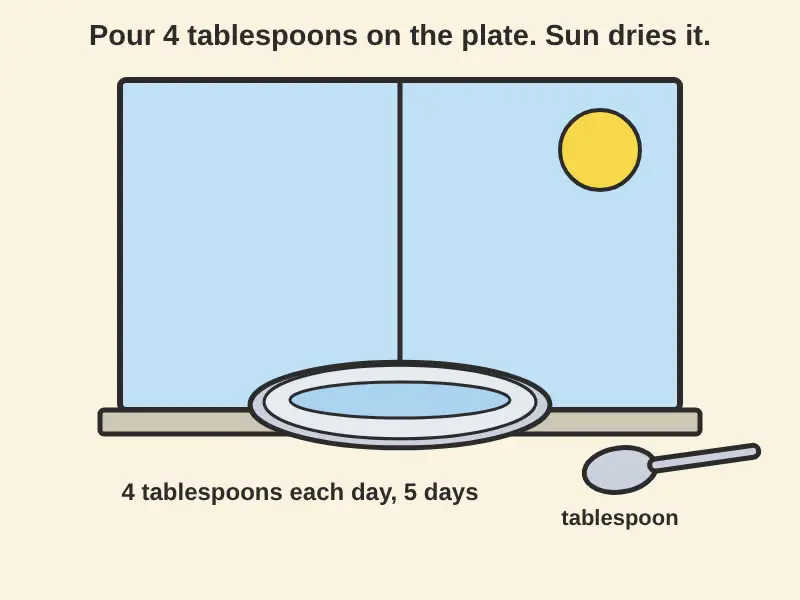 Pour 4 tablespoons on the plate. Sun dries it.
4 tablespoons each day, 5 days
tablespoon